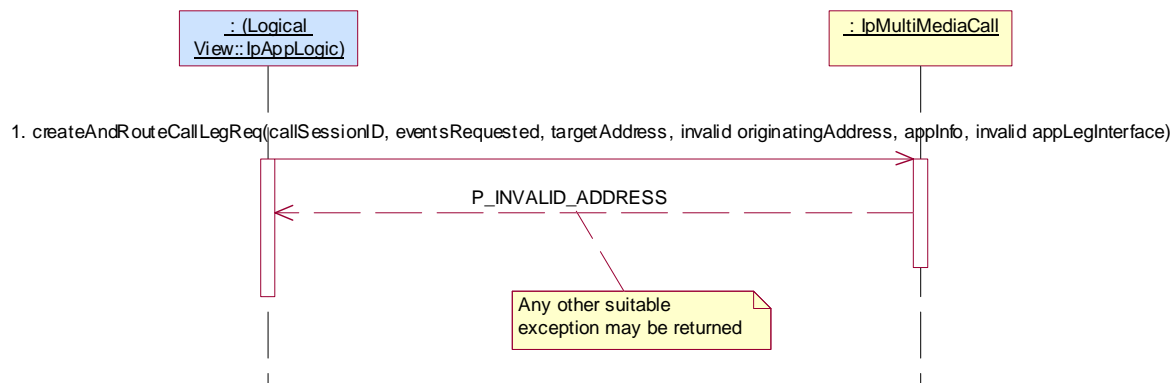 : (Logical
View::IpAppLogic)
: IpMultiMediaCall
1. createAndRouteCallLegReq(callSessionID, eventsRequested, targetAddress, invalid originatingAddress, appInfo, invalid appLegInterface)
P_INVALID_ADDRESS
Any other suitable
exception may be returned